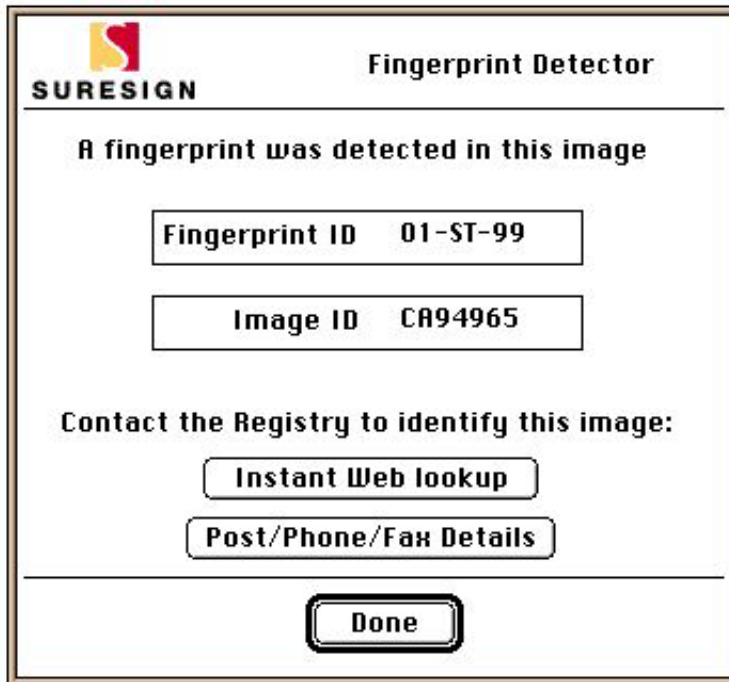 SURESIGN
Fingerprint Detector
A fingerprint was detected in this image
Fingerprint ID 01-ST-99
Image ID CA94965
Contact the Registry to identify this image:
Instant Web lookup
Post/Phone/Fax Details
Done